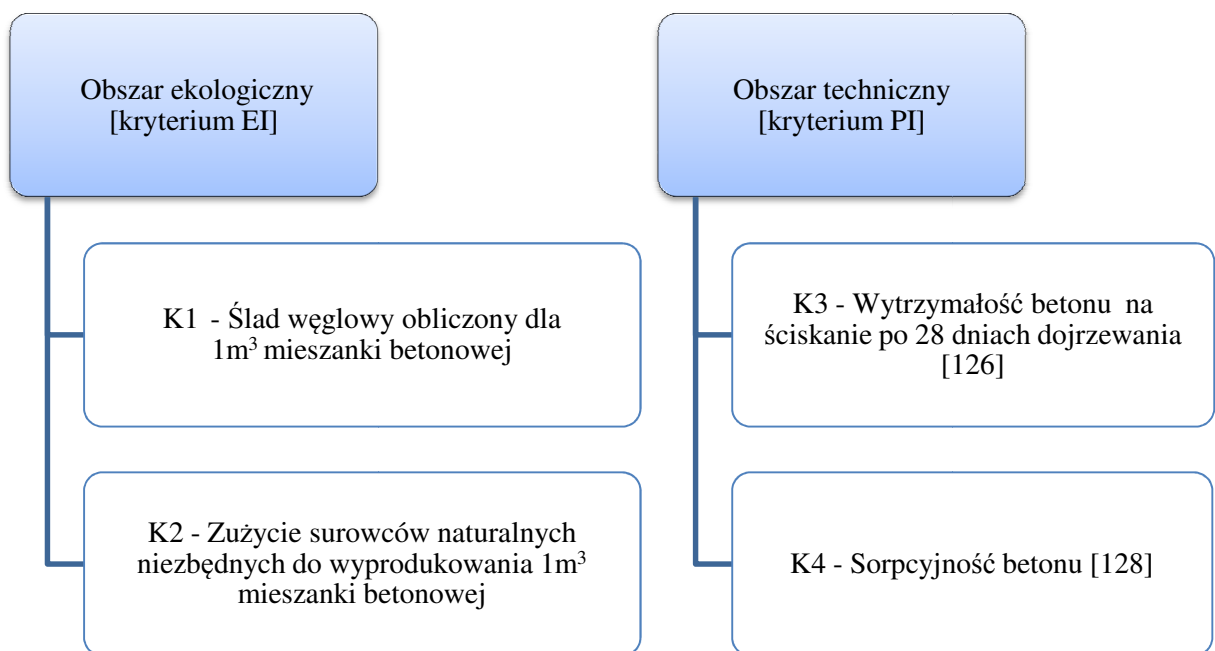 Obszar ekologiczny
[kryterium EI]
K1 - Ślad węglowy obliczony dla
1m³ mieszanki betonowej
K2 - Zużycie surowców naturalnych
niezbędnych do wyprodukowania 1m³
mieszanki betonowej
Obszar techniczny
[kryterium PI]
K3 - Wytrzymałość betonu na
ściskanie po 28 dniach dojrzewania
[126]
K4 - Sorpcyjność betonu [128]